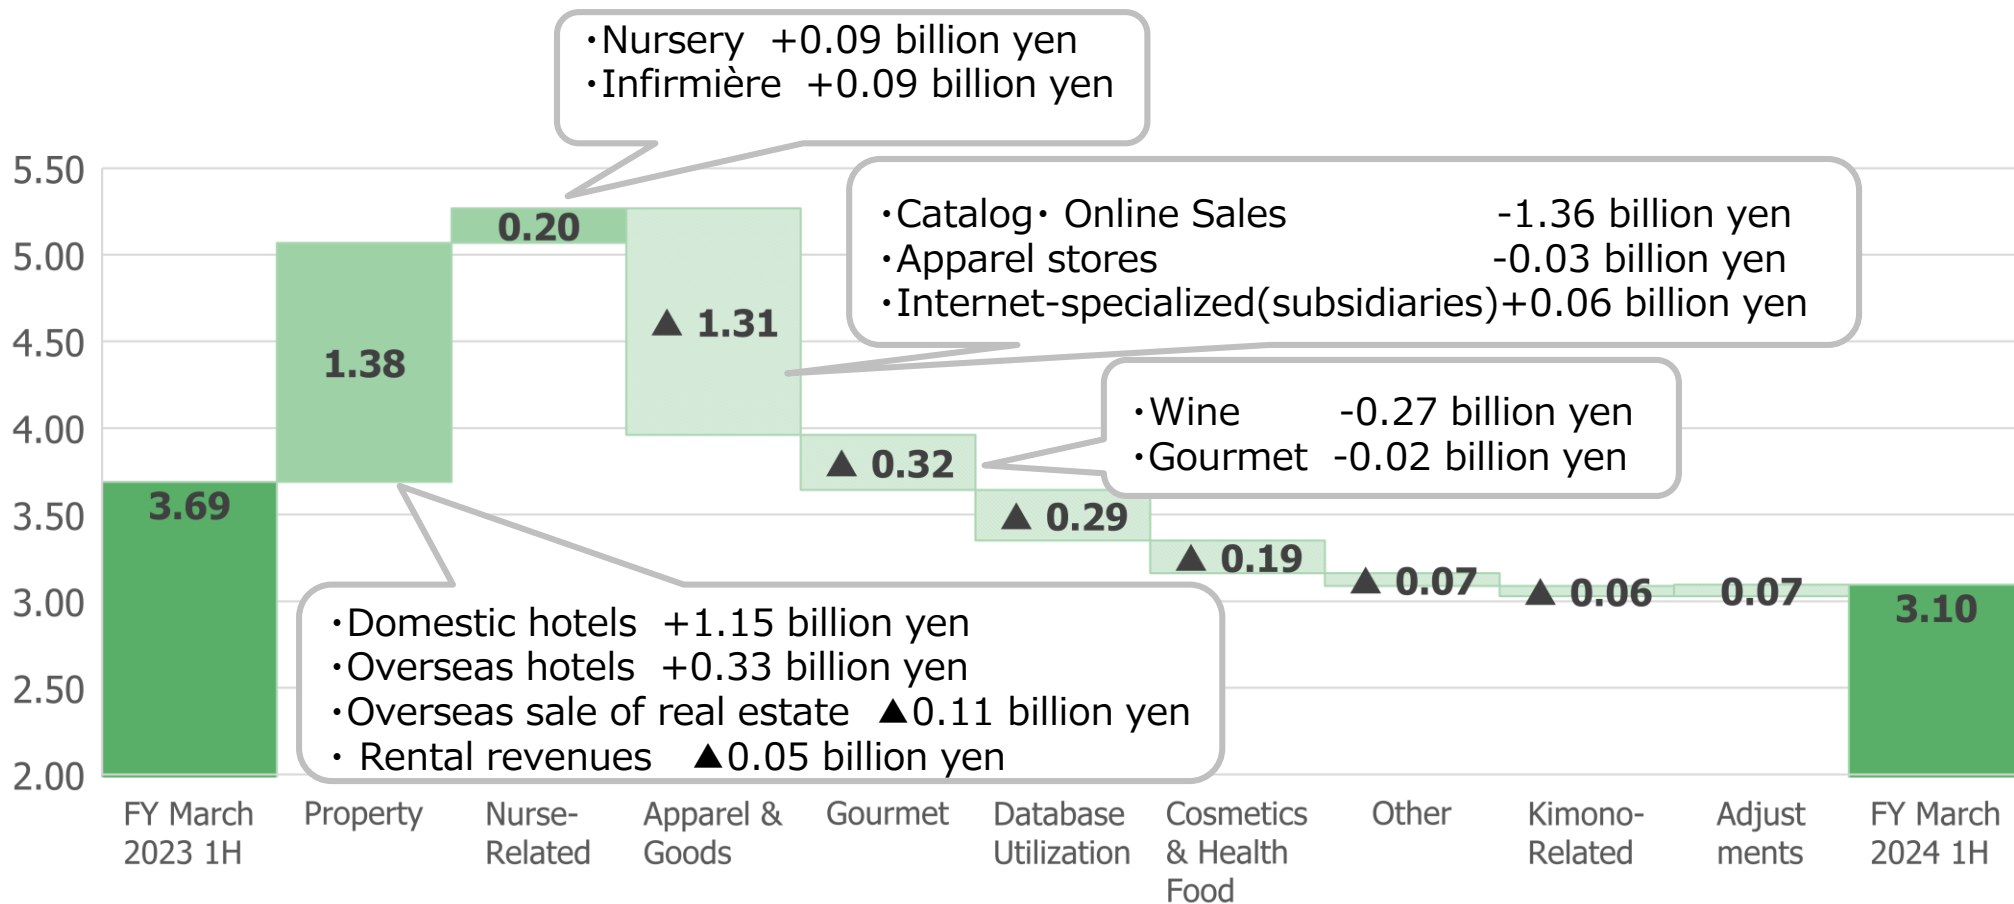 ・Nursery +0.09 billion yen
・Infirmière +0.09 billion yen
・Catalog・ Online Sales -1.36 billion yen
・Apparel stores -0.03 billion yen
・Internet-specialized(subsidiaries)+0.06 billion yen
・Wine -0.27 billion yen
・Gourmet -0.02 billion yen
・Domestic hotels +1.15 billion yen
・Overseas hotels +0.33 billion yen
・Overseas sale of real estate ▲0.11 billion yen
・ Rental revenues ▲0.05 billion yen
5.50
5.00
4.50
4.00
3.50
3.00
2.50
2.00
3.69
1.38
0.20
▲ 1.31
▲ 0.32
▲ 0.29
▲ 0.19
▲ 0.07
▲ 0.06
0.07
3.10
FY March
2023 1H
Property
Nurse-
Related
Apparel &
Goods
Gourmet
Database
Utilization
Cosmetics
& Health
Food
Other
Kimono-
Related
Adjust
ments
FY March
2024 1H